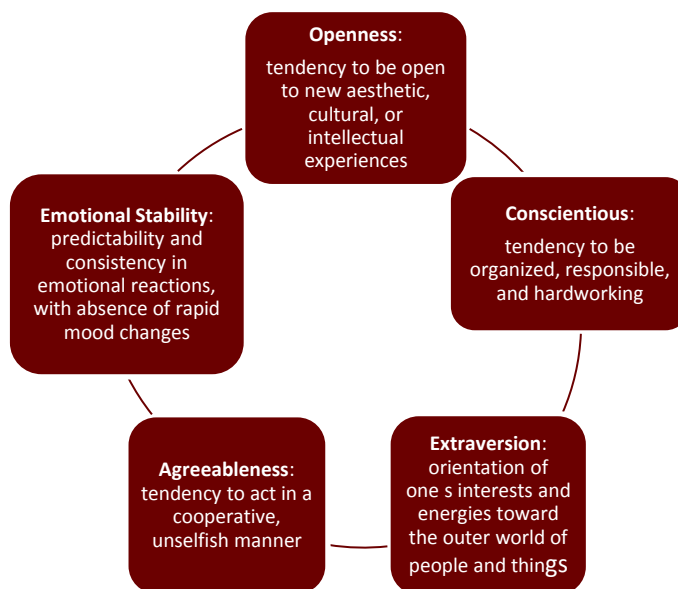 Openness:
tendency to be open
to new aesthetic,
cultural, or
intellectual
experiences
Conscientious:
tendency to be
organized, responsible,
and hardworking
Extraversion:
orientation of
one s interests and
energies toward
the outer world of
people and things
Agreeableness:
tendency to act in a
cooperative,
unselfish manner
Emotional Stability:
predictability and
consistency in
emotional reactions,
with absence of rapid
mood changes